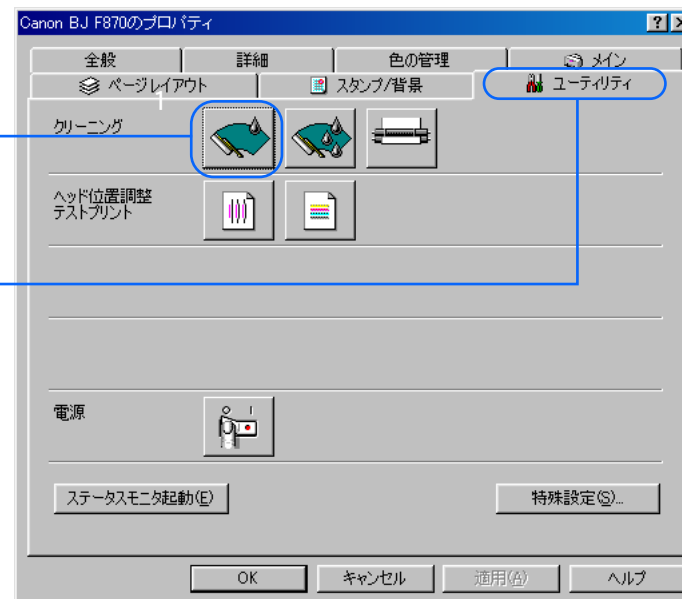 Canon BJ F870のプロパティ
全般
詳細
色の管理
メイン
ページレイアウト
スタンプ/背景
ユーティリティ
1
クリーニング
ヘッド位置調整
テストプリント
電源
ステータスモニタ起動(E)
特殊設定(S)...
OK
キャンセル
適用(A)
ヘルプ